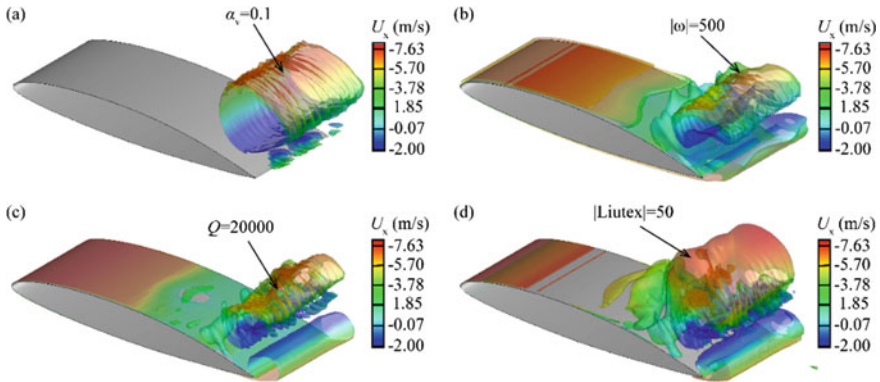 (a)
αv=0.1
Ux (m/s)
-7.63
-5.70
-3.78
1.85
-0.07
-2.00
(b)
|ω|=500
Ux (m/s)
-7.63
-5.70
-3.78
1.85
-0.07
-2.00
(c)
Q=20000
Ux (m/s)
-7.63
-5.70
-3.78
1.85
-0.07
-2.00
(d)
|Liutex|=50
Ux (m/s)
-7.63
-5.70
-3.78
1.85
-0.07
-2.00